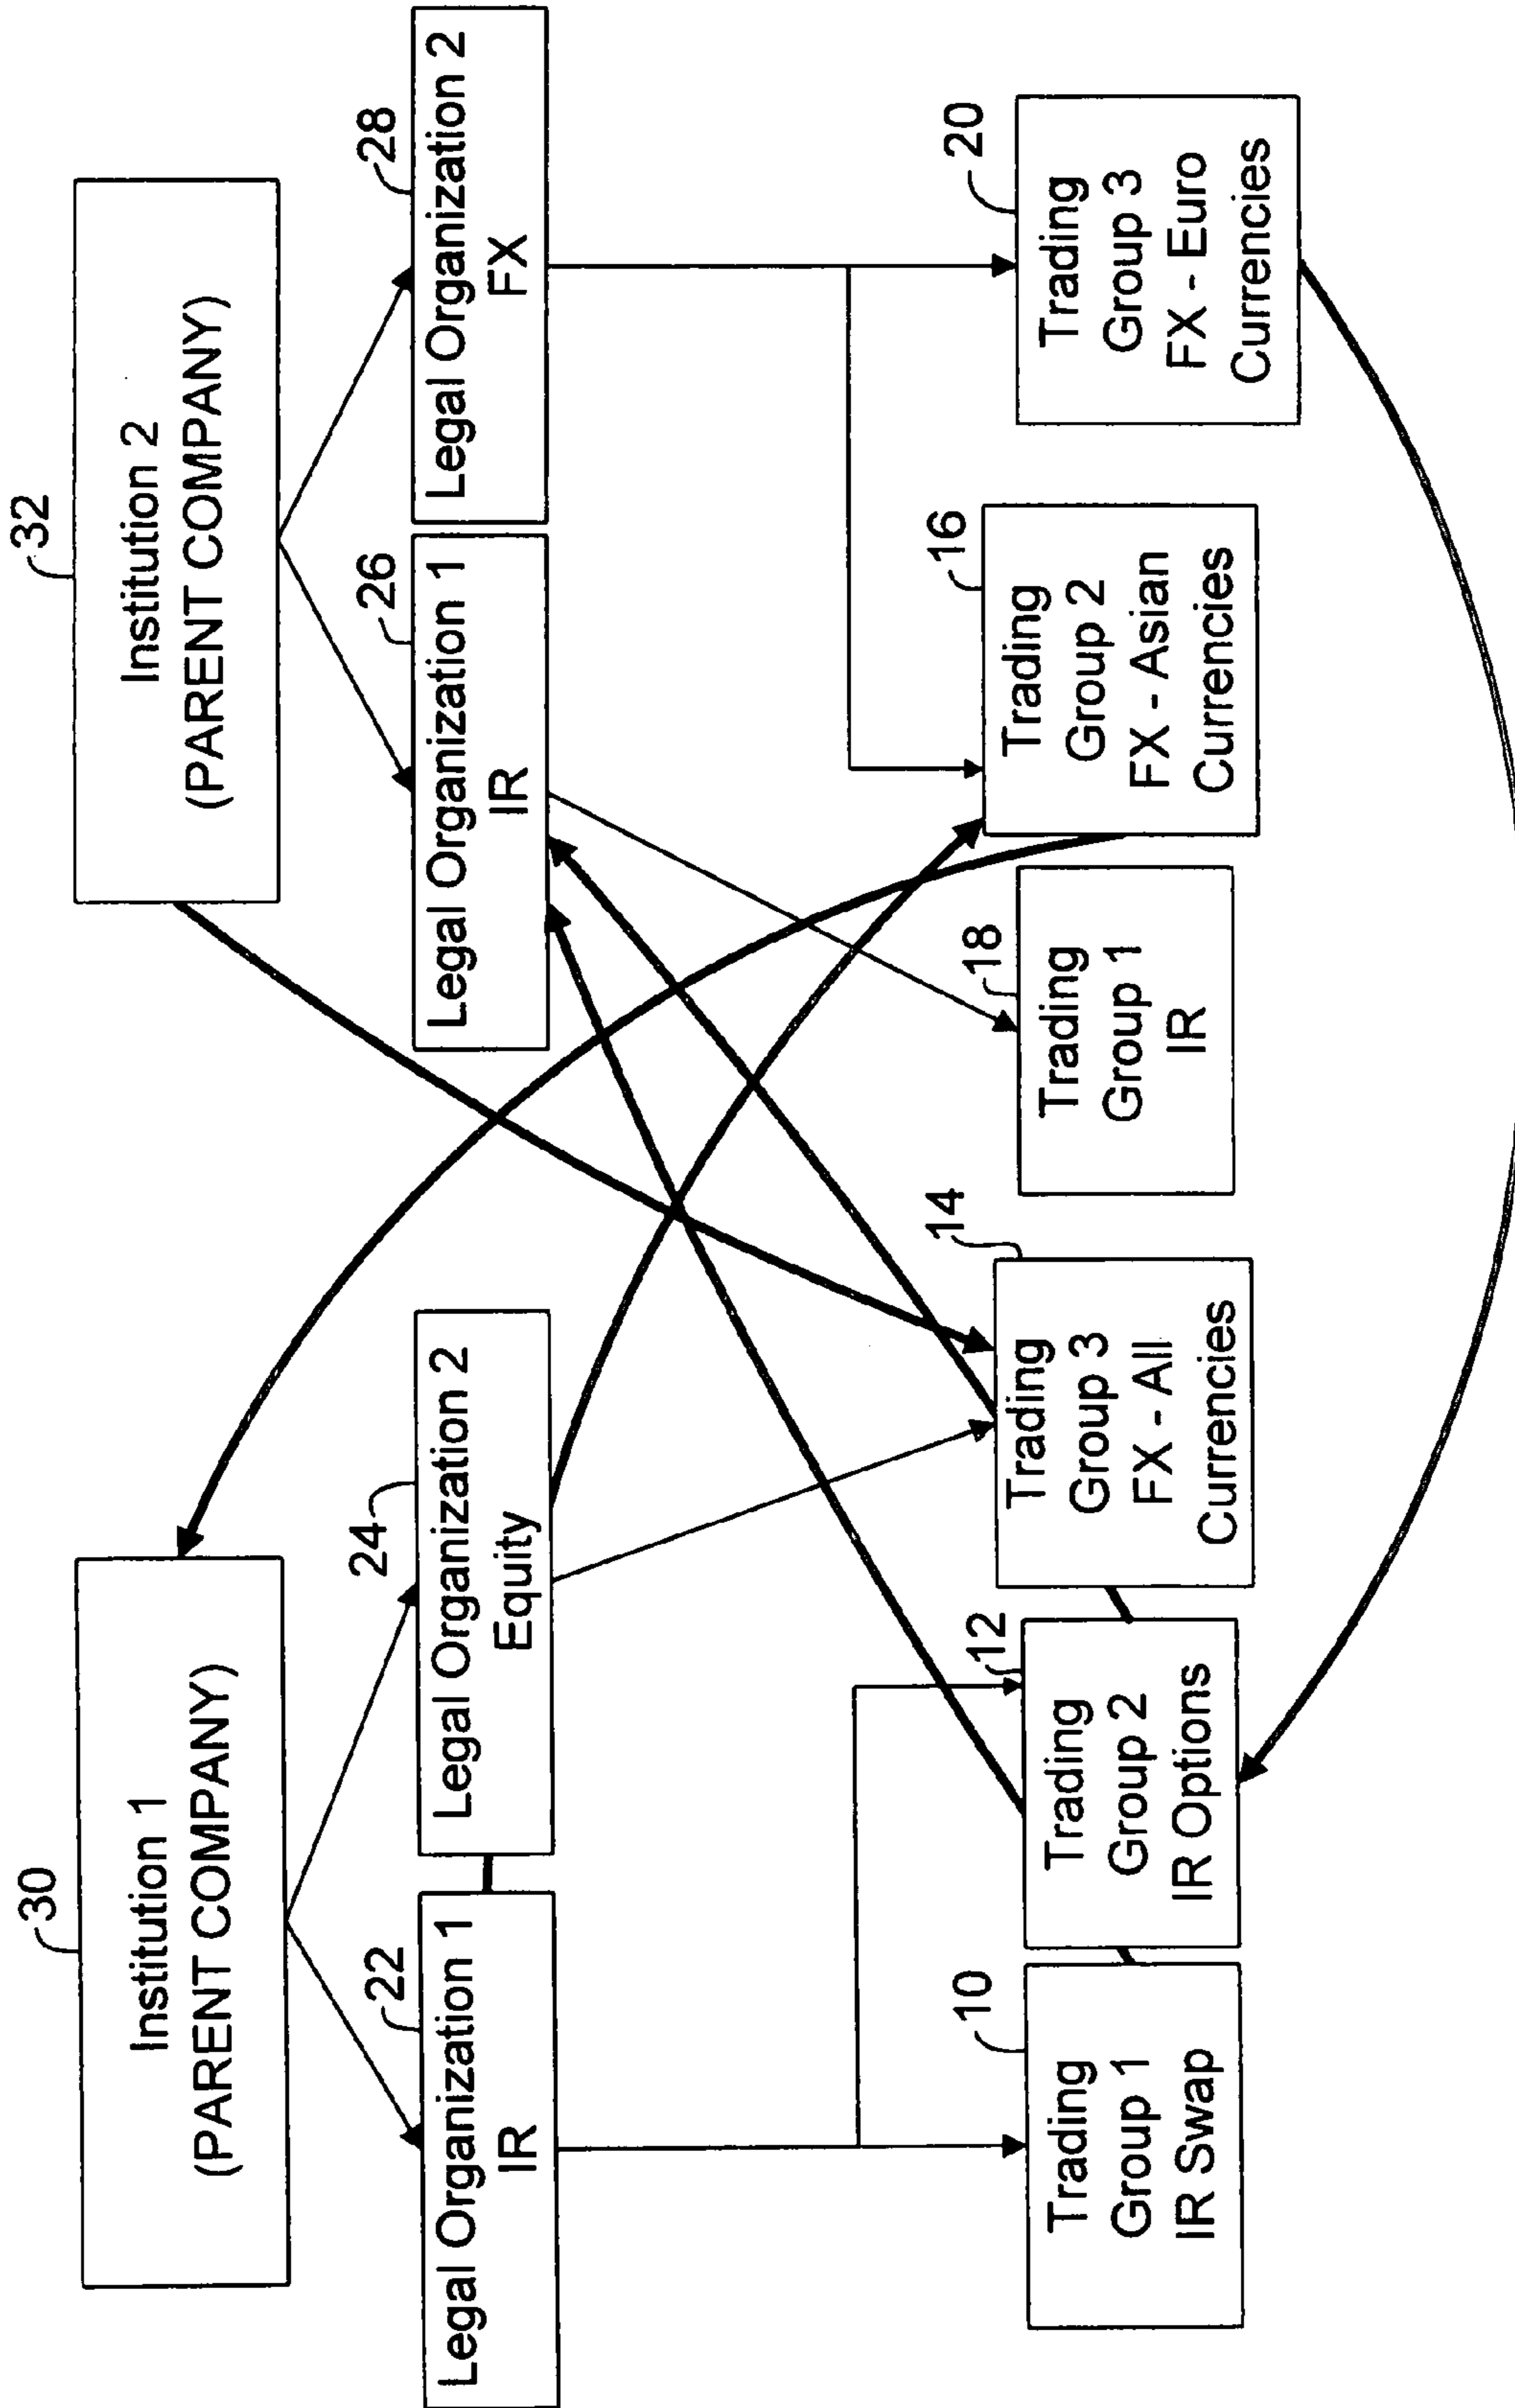 30
Institution 1
(PARENT COMPANY)
32
Institution 2
(PARENT COMPANY)
22
Legal Organization 1
IR
24
Legal Organization 2
Equity
26
Legal Organization 1
IR
28
Legal Organization 2
FX
10
Trading
Group 1
IR Swap
12
Trading
Group 2
IR Options
14
Trading
Group 3
FX - All
Currencies
18
Trading
Group 1
IR
16
Trading
Group 2
FX - Asian
Currencies
20
Trading
Group 3
FX - Euro
Currencies